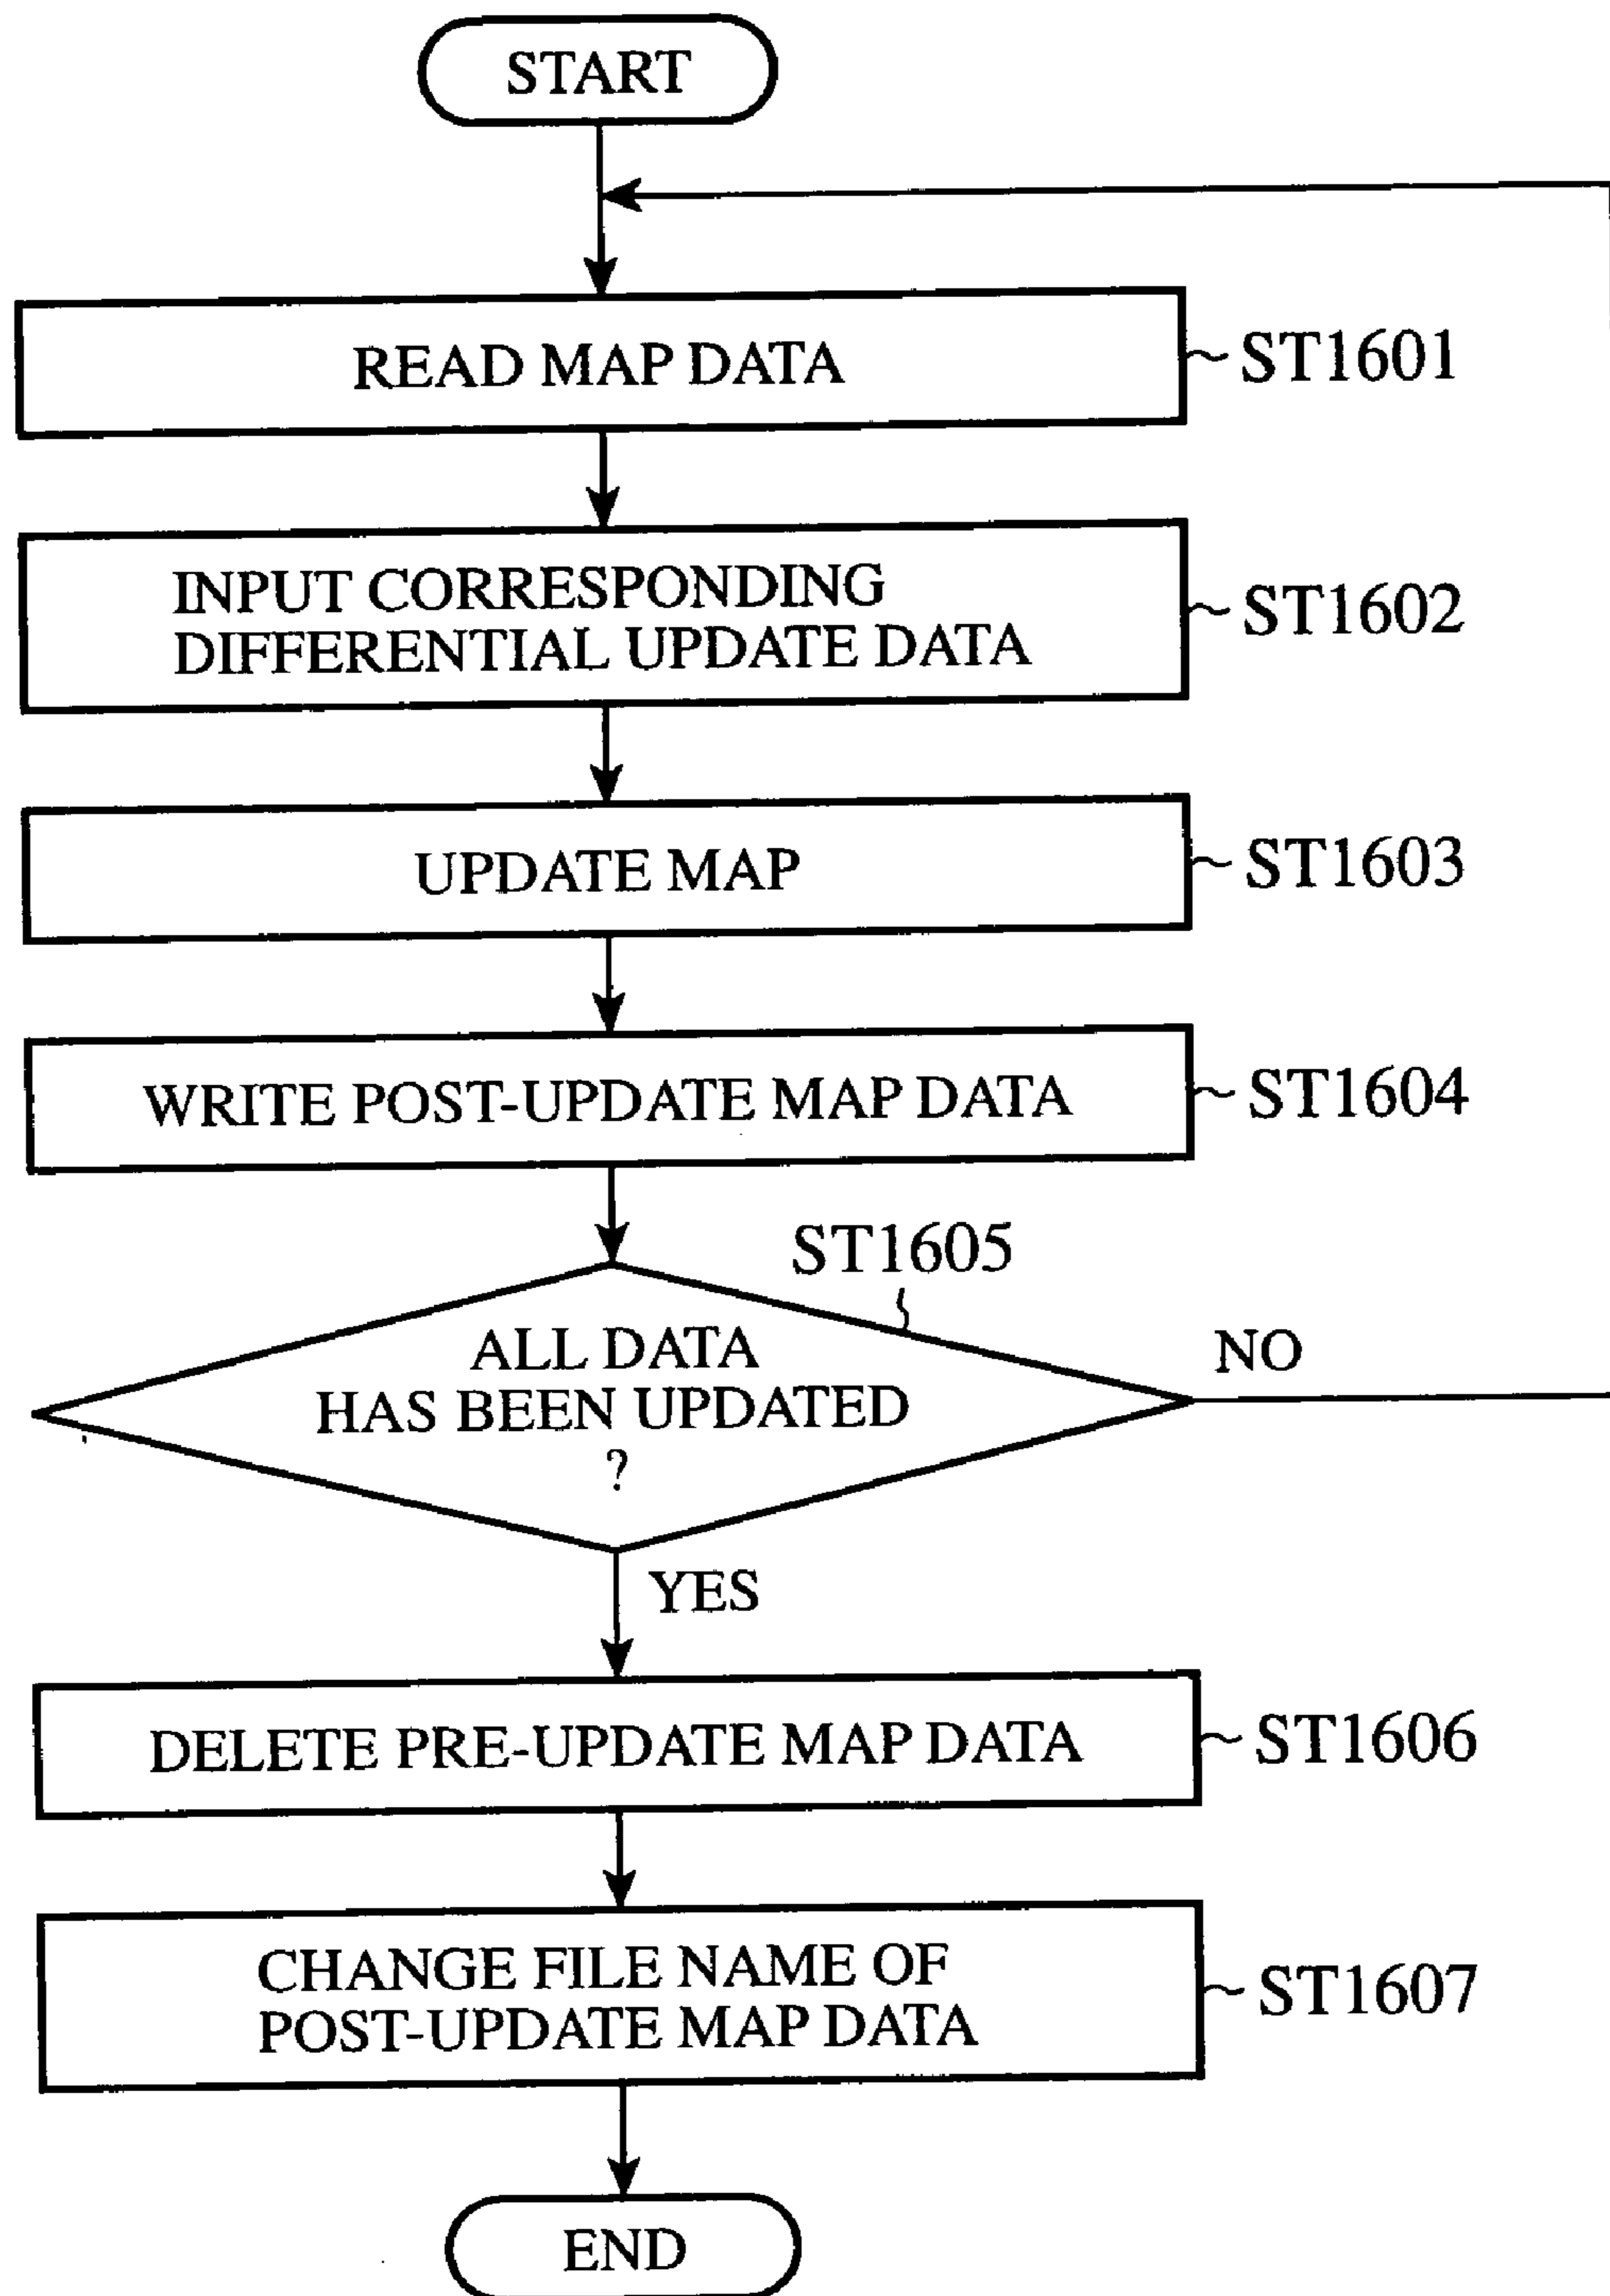 START
READ MAP DATA
ST1601
INPUT CORRESPONDING
DIFFERENTIAL UPDATE DATA
ST1602
UPDATE MAP
ST1603
WRITE POST-UPDATE MAP DATA
ST1604
ST1605
ALL DATA
HAS BEEN UPDATED
?
NO
YES
DELETE PRE-UPDATE MAP DATA
ST1606
CHANGE FILE NAME OF
POST-UPDATE MAP DATA
ST1607
END